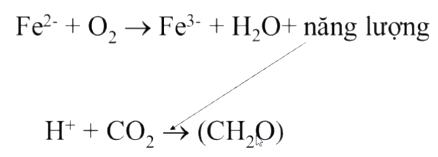 Fe²⁻ + O₂ → Fe³⁻ + H₂O+ năng lượng
H⁺ + CO₂ → (CH₂O)